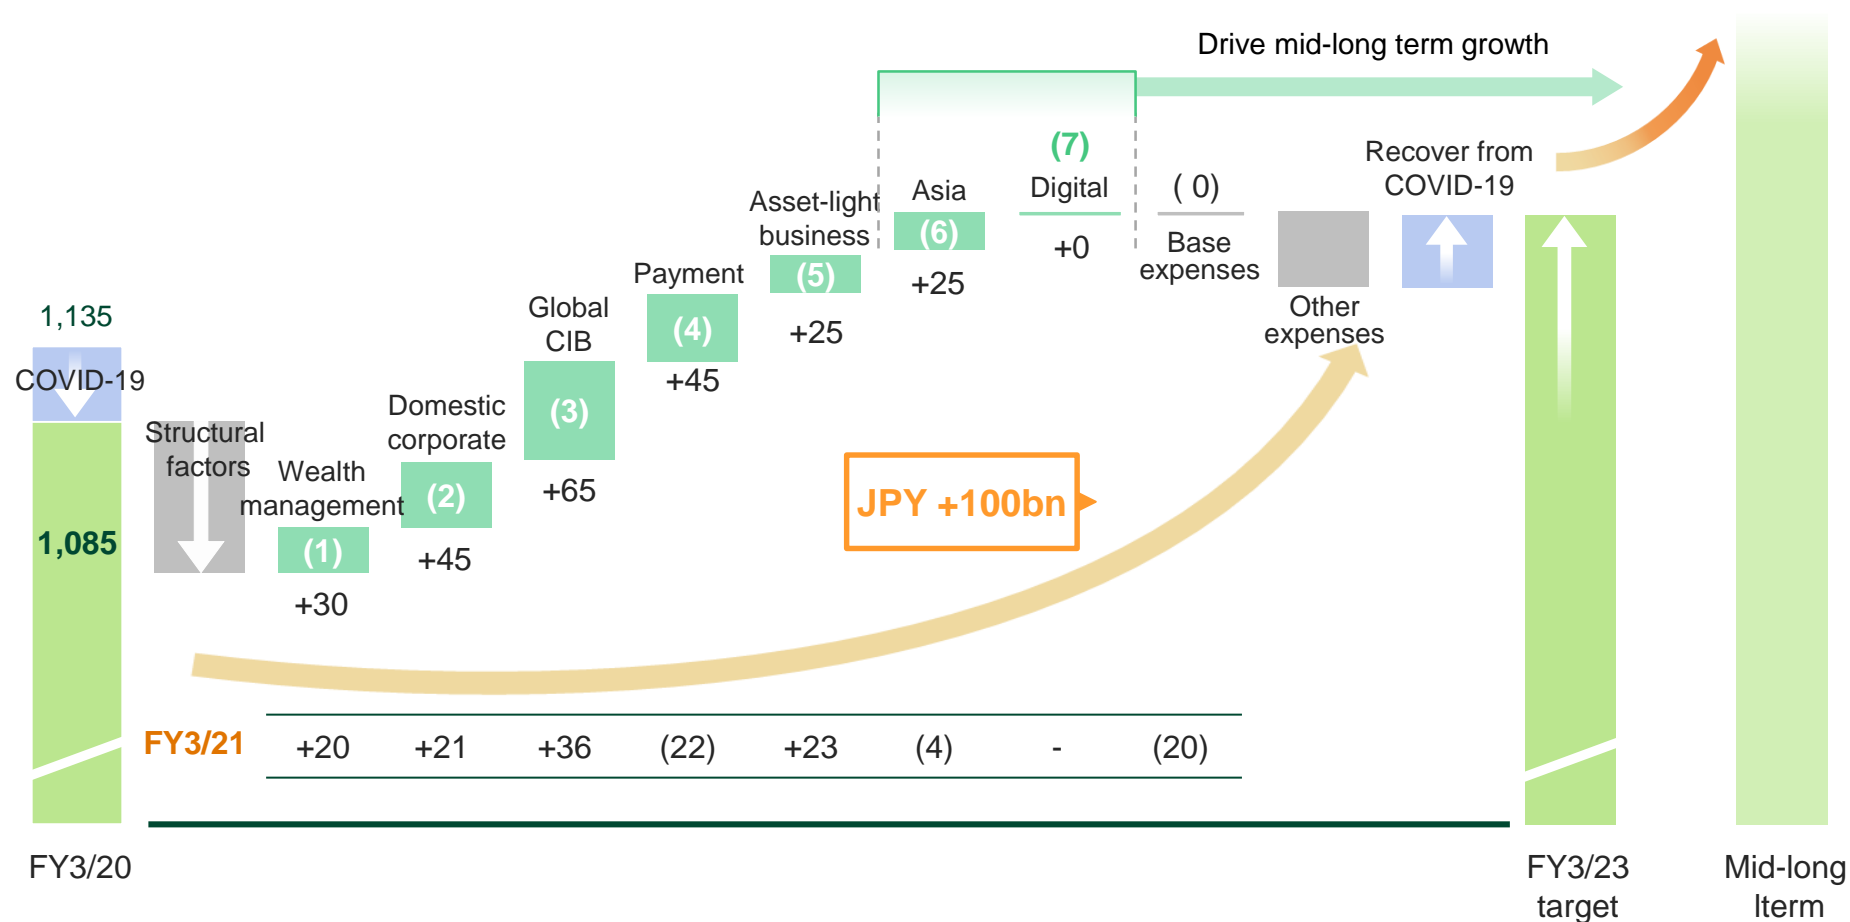 Drive mid-long term growth
1,135
COVID-19
1,085
Structural
factors
Wealth
management
(1)
+30
Domestic
corporate
(2)
+45
Global
CIB
(3)
+65
Payment
(4)
+45
Asset-light
business
(5)
+25
Asia
(6)
+25
(7)
Digital
+0
( 0)
Base
expenses
Other
expenses
Recover from
COVID-19
JPY +100bn
FY3/21 +20 +21 +36 (22) +23 (4) - (20)
FY3/20
FY3/23
target
Mid-long
lterm